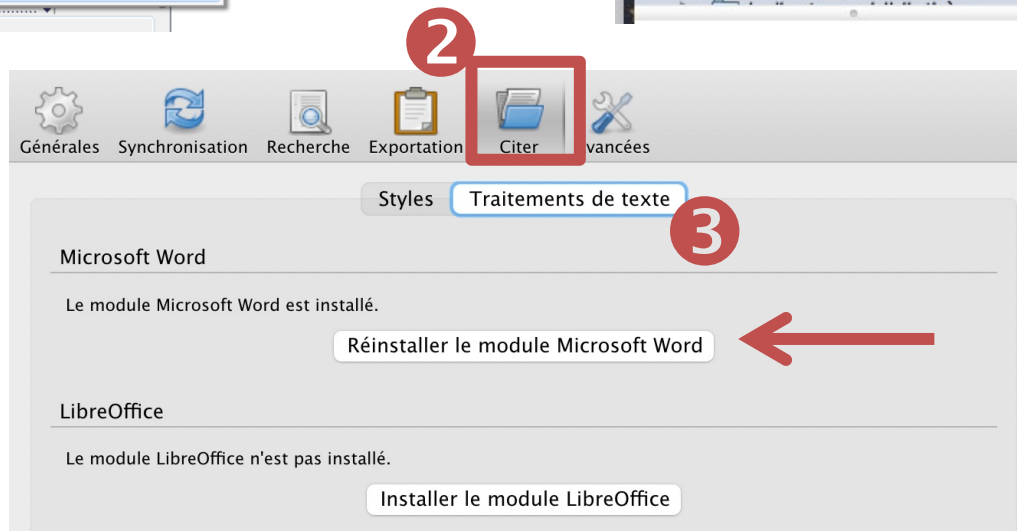 2
Générales Synchronisation Recherche Exportation Citer vancées
Styles Traitements de texte
3
Microsoft Word
Le module Microsoft Word est installé.
Réinstaller le module Microsoft Word
LibreOffice
Le module LibreOffice n'est pas installé.
Installer le module LibreOffice